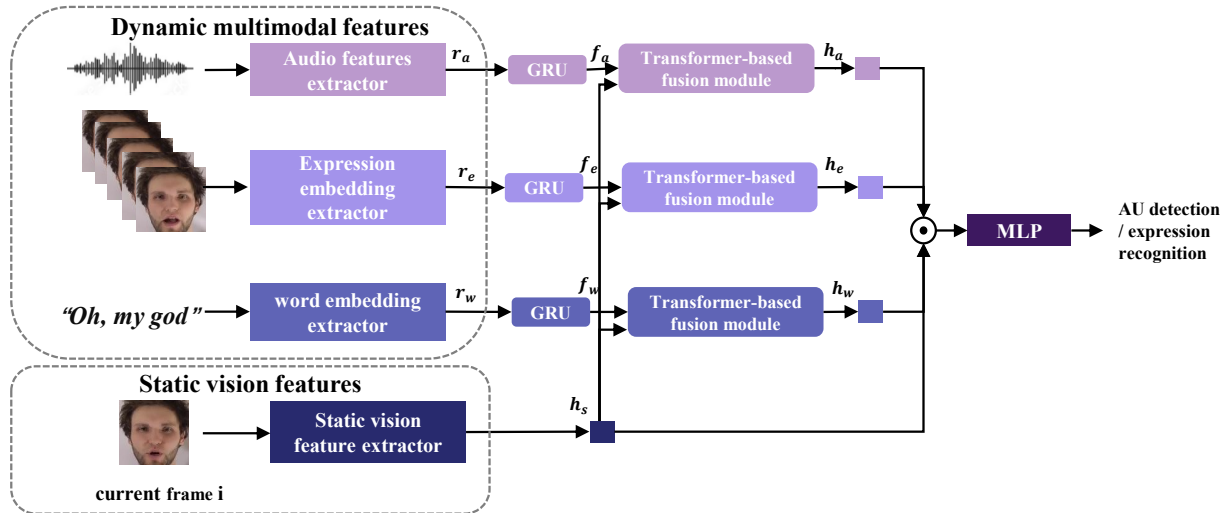 Dynamic multimodal features
Audio features
extractor
r_a
GRU
f_a
Transformer-based
fusion module
h_a
Expression
embedding
extractor
r_e
GRU
f_e
Transformer-based
fusion module
h_e
MLP
AU detection
/ expression
recognition
“Oh, my god”
word embedding
extractor
r_w
GRU
f_w
Transformer-based
fusion module
h_w
Static vision features
Static vision
feature extractor
h_s
current frame i